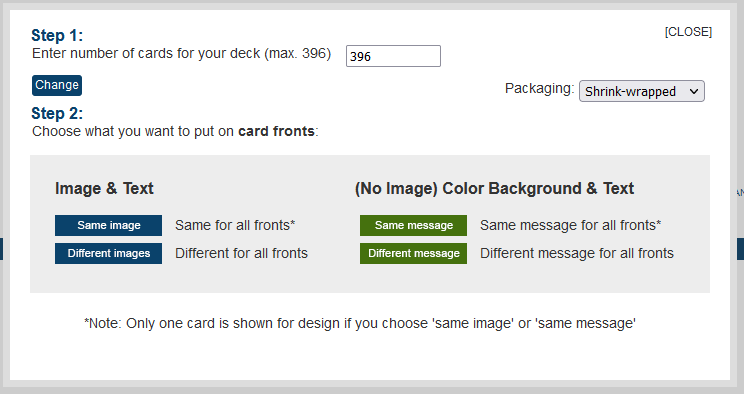 Step 1:
[CLOSE]
Enter number of cards for your deck (max. 396) 396
Change
Packaging: Shrink-wrapped
Step 2:
Choose what you want to put on card fronts:
Image & Text
(No Image) Color Background & Text
Same image Same for all fronts*
Same message Same message for all fronts*
Different images Different for all fronts
Different message Different message for all fronts
*Note: Only one card is shown for design if you choose 'same image' or 'same message'